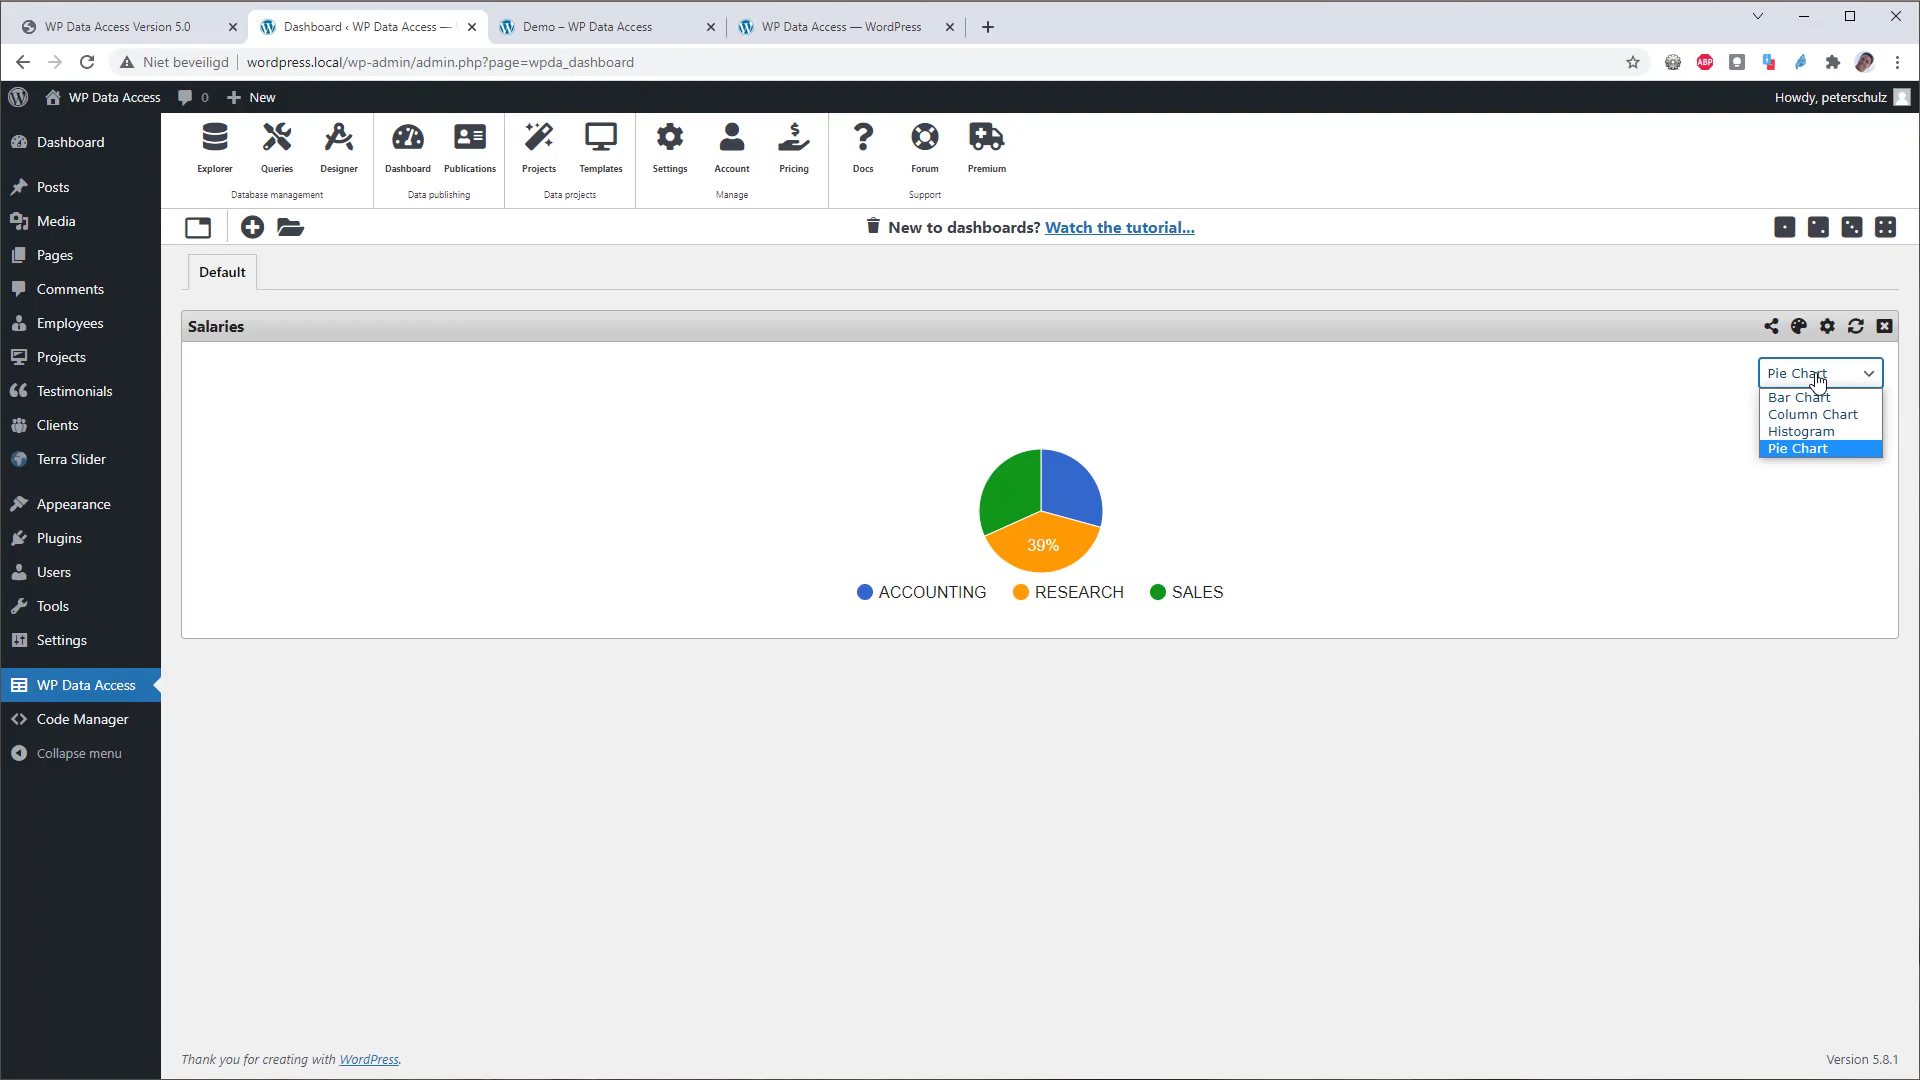 WP Data Access Version 5.0
Dashboard ‹ WP Data Access —
Demo – WP Data Access
WP Data Access — WordPress
Niet beveiligd
wordpress.local/wp-admin/admin.php?page=wpda_dashboard
ABP
WP Data Access
0
New
Howdy, peterschulz
Dashboard
Posts
Media
Pages
Comments
Employees
Projects
Testimonials
Clients
Terra Slider
Appearance
Plugins
Users
Tools
Settings
WP Data Access
Code Manager
Collapse menu
Explorer
Queries
Designer
Database management
Dashboard
Publications
Data publishing
Projects
Templates
Data projects
Settings
Account
Pricing
Manage
Docs
Forum
Premium
Support
New to dashboards? Watch the tutorial...
Default
Salaries
Pie Chart
Bar Chart
Column Chart
Histogram
Pie Chart
39%
ACCOUNTING
RESEARCH
SALES
Thank you for creating with WordPress.
Version 5.8.1